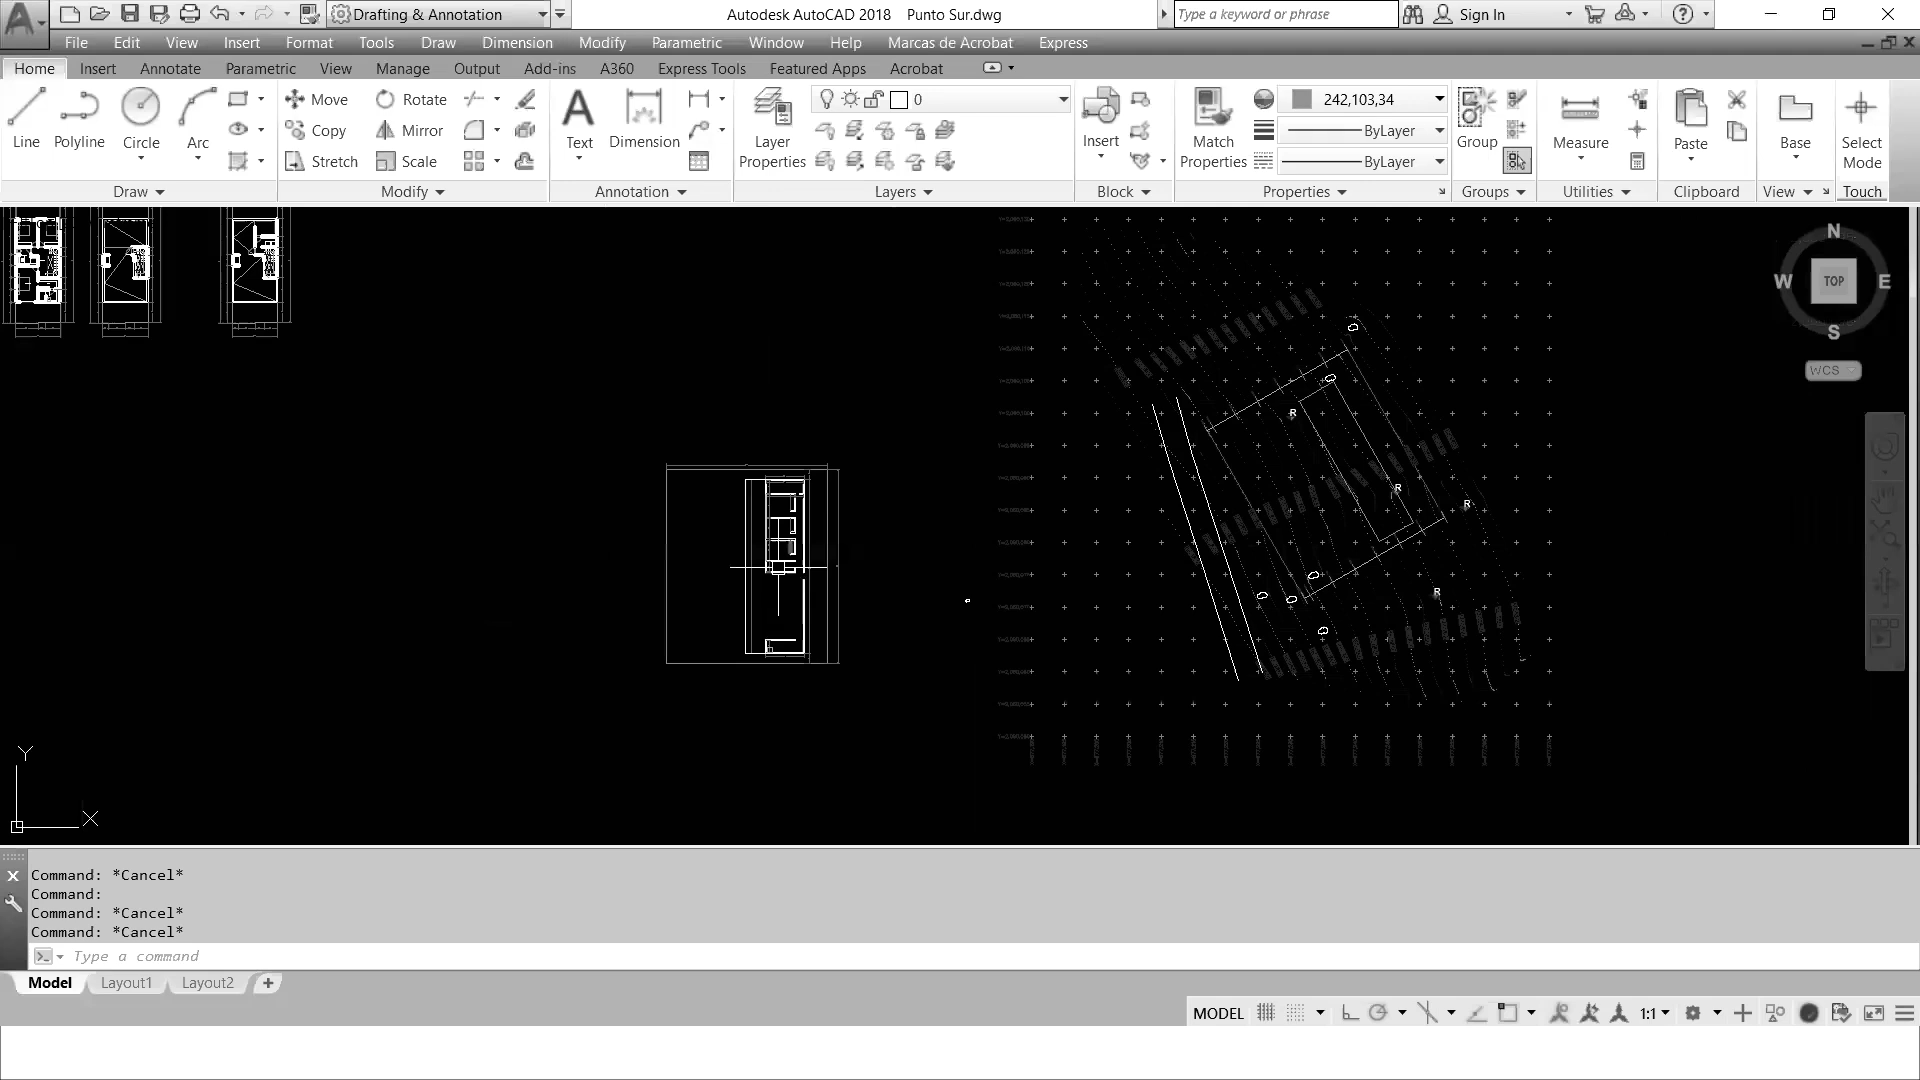 Drafting & Annotation
Autodesk AutoCAD 2018 Punto Sur.dwg
Type a keyword or phrase
Sign In
File Edit View Insert Format Tools Draw Dimension Modify Parametric Window Help Marcas de Acrobat Express
Home Insert Annotate Parametric View Manage Output Add-ins A360 Express Tools Featured Apps Acrobat
Line Polyline Circle Arc
Move Rotate
Copy Mirror
Stretch Scale
Text Dimension
Layer Properties
0
Insert
Match Properties
242,103,34
ByLayer
ByLayer
Group
Measure
Paste
Base
Select Mode
Draw Modify Annotation Layers Block Properties Groups Utilities Clipboard View Touch
N
W TOP E
S
WCS
R
R
R
R
Y
X
Command: *Cancel*
Command:
Command: *Cancel*
Command: *Cancel*
Type a command
Model Layout1 Layout2 +
MODEL 1:1